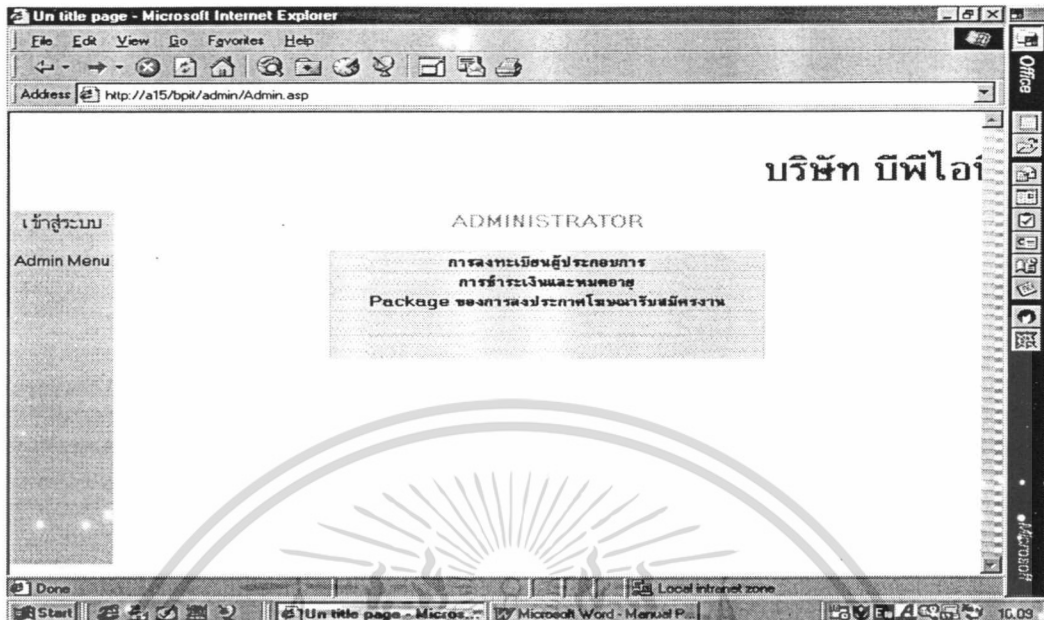 Un title page - Microsoft Internet Explorer
File Edit View Go Favorites Help
Address http://a15/bpit/admin/Admin.asp
Office
บริษัท บีพีไอที
เข้าสู่ระบบ
ADMINISTRATOR
Admin Menu
การลงทะเบียนผู้ประกอบการ
การชำระเงินและหมดอายุ
Package ของการลงประกาศโฆษณารับสมัครงาน
Microsoft
Done
Local intranet zone
Start
Un title page - Micros...
Microsoft Word - Manual P...
16:09